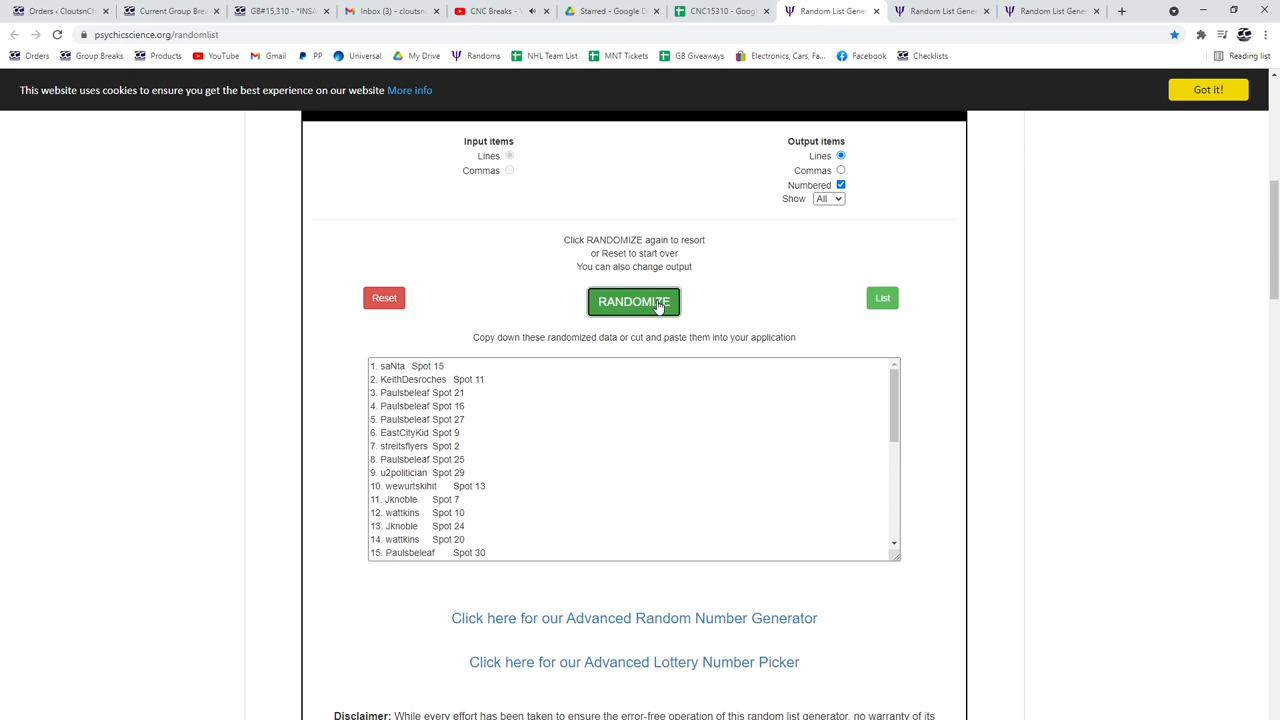 Orders ‹ CloutsnCh
Current Group Bre
GB#15,310 - *INSA
Inbox (3) - cloutsno
CNC Breaks - Y
Starred - Google D
CNC15310 - Goog
Random List Gene
Random List Gene
Random List Gene
psychicscience.org/randomlist
Orders
Group Breaks
Products
YouTube
Gmail
PP
Universal
My Drive
Randoms
NHL Team List
MNT Tickets
GB Giveaways
Electronics, Cars, Fa...
Facebook
Checklists
Reading list
This website uses cookies to ensure you get the best experience on our website More info
Got it!
Input items
Lines
Commas
Output items
Lines
Commas
Numbered
Show All
Click RANDOMIZE again to resort
or Reset to start over
You can also change output
Reset
RANDOMIZE
List
Copy down these randomized data or cut and paste them into your application
1. saNta Spot 15
2. KeithDesroches Spot 11
3. Paulsbeleaf Spot 21
4. Paulsbeleaf Spot 16
5. Paulsbeleaf Spot 27
6. EastCityKid Spot 9
7. streitsflyers Spot 2
8. Paulsbeleaf Spot 25
9. u2politician Spot 29
10. wewurtskihit Spot 13
11. Jknoble Spot 7
12. wattkins Spot 10
13. Jknoble Spot 24
14. wattkins Spot 20
15. Paulsbeleaf Spot 30
Click here for our Advanced Random Number Generator
Click here for our Advanced Lottery Number Picker
Disclaimer: While every effort has been taken to ensure the error-free operation of this random list generator, no warranty of its